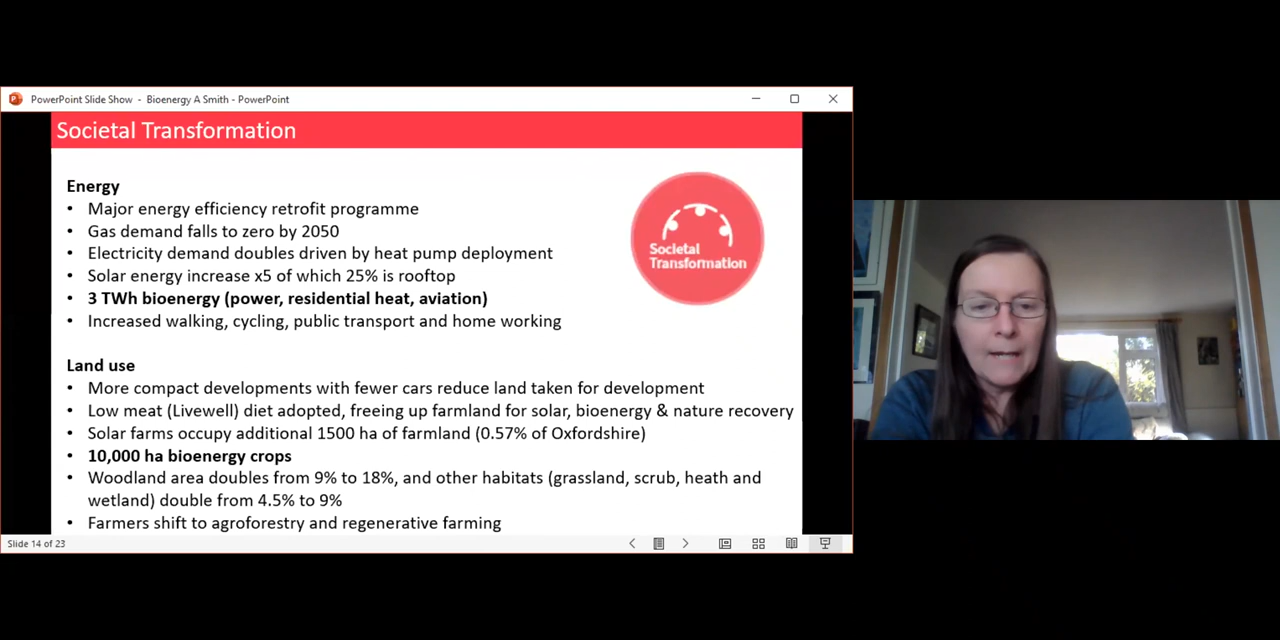 PowerPoint Slide Show - Bioenergy A Smith - PowerPoint
Societal Transformation
Energy
• Major energy efficiency retrofit programme
• Gas demand falls to zero by 2050
• Electricity demand doubles driven by heat pump deployment
• Solar energy increase x5 of which 25% is rooftop
• 3 TWh bioenergy (power, residential heat, aviation)
• Increased walking, cycling, public transport and home working
Societal
Transformation
Land use
• More compact developments with fewer cars reduce land taken for development
• Low meat (Livewell) diet adopted, freeing up farmland for solar, bioenergy & nature recovery
• Solar farms occupy additional 1500 ha of farmland (0.57% of Oxfordshire)
• 10,000 ha bioenergy crops
• Woodland area doubles from 9% to 18%, and other habitats (grassland, scrub, heath and
wetland) double from 4.5% to 9%
• Farmers shift to agroforestry and regenerative farming
Slide 14 of 23